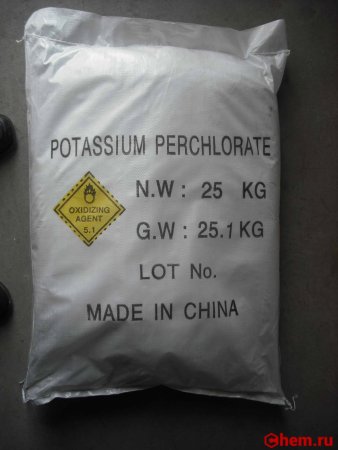 POTASSIUM PERCHLORATE
OXIDIZING
AGENT
5.1
N.W : 25 KG
G.W : 25.1 KG
LOT No.
MADE IN CHINA
Chem.ru